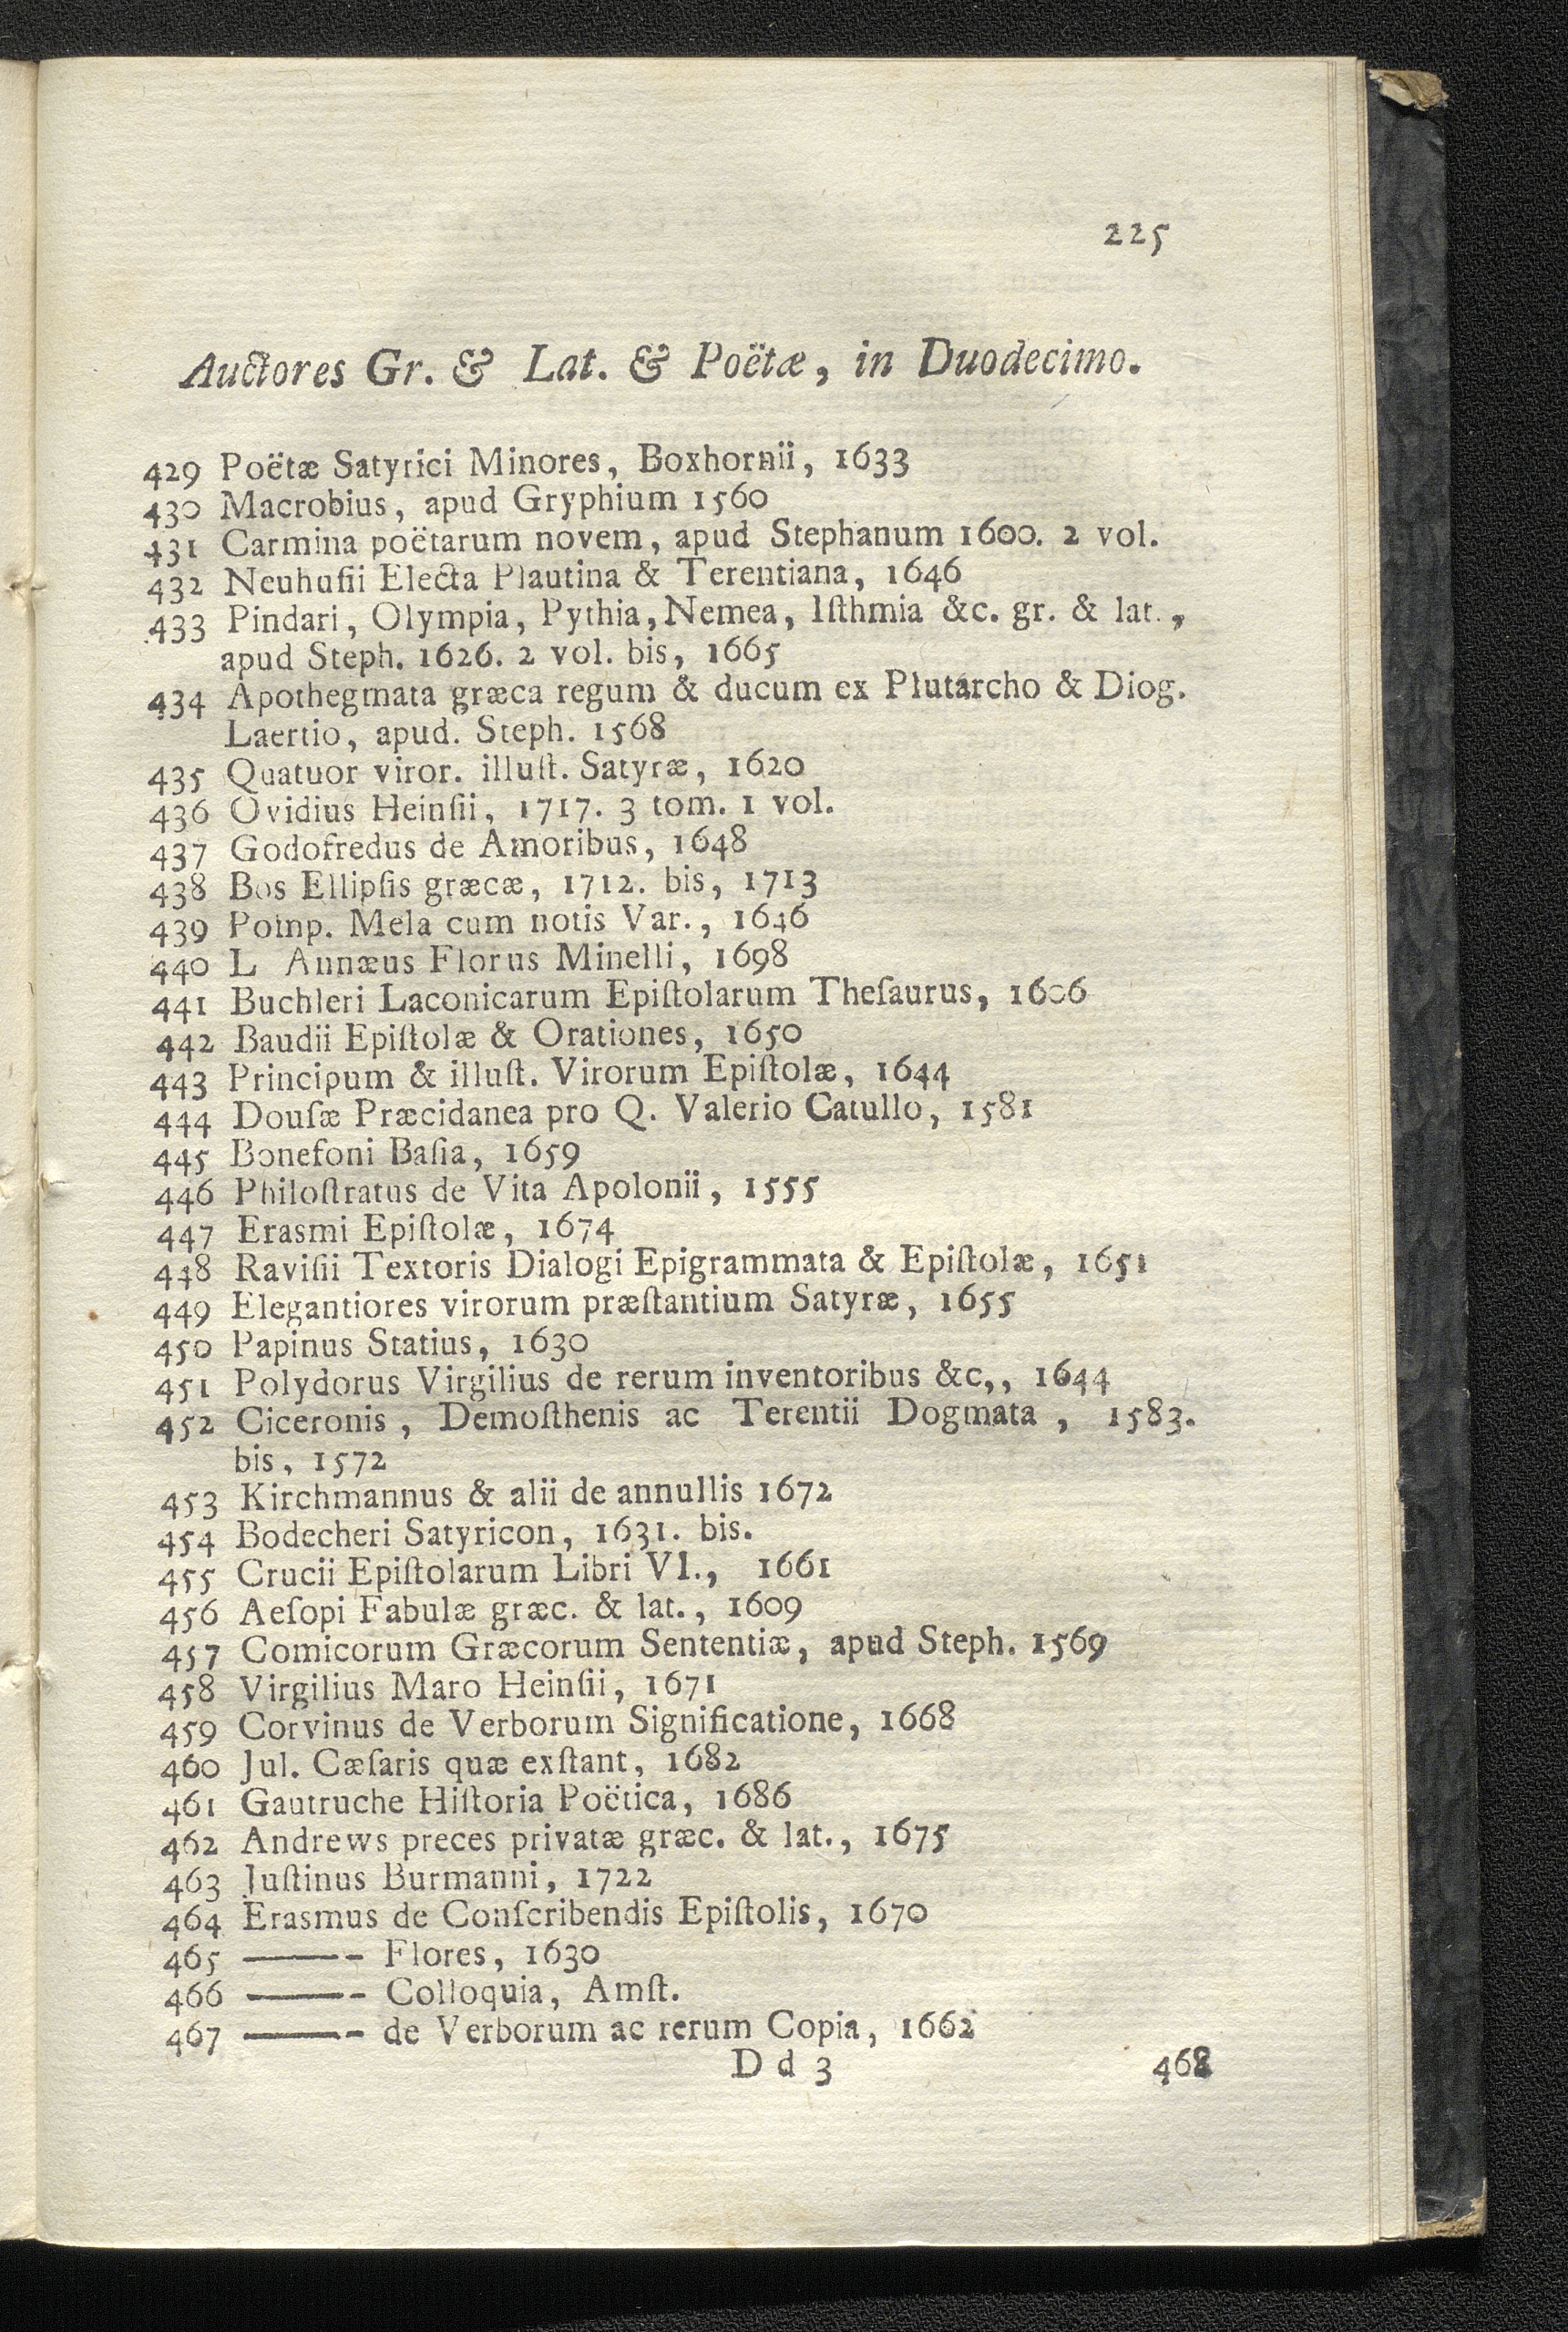 225
Auctores Gr. & Lat. & Poëtæ, in Duodecimo.
429 Poëtæ Satyrici Minores, Boxhornii, 1633
430 Macrobius, apud Gryphium 1560
431 Carmina poëtarum novem, apud Stephanum 1600. 2 vol.
432 Neuhuſii Electa Plautina & Terentiana, 1646
433 Pindari, Olympia, Pythia, Nemea, Iſthmia &c. gr. & lat.,
apud Steph. 1626. 2 vol. bis, 1665
434 Apothegmata græca regum & ducum ex Plutarcho & Diog.
Laertio, apud. Steph. 1568
435 Quatuor viror. illuſt. Satyræ, 1620
436 Ovidius Heinſii, 1717. 3 tom. 1 vol.
437 Godofredus de Amoribus, 1648
438 Bos Ellipſis græcæ, 1712. bis, 1713
439 Pomp. Mela cum notis Var., 1646
440 L Annæus Florus Minelli, 1698
441 Buchleri Laconicarum Epiſtolarum Theſaurus, 1606
442 Baudii Epiſtolæ & Orationes, 1650
443 Principum & illuſt. Virorum Epiſtolæ, 1644
444 Douſæ Præcidanea pro Q. Valerio Catullo, 1581
445 Bonefoni Baſia, 1659
446 Philoſtratus de Vita Apolonii, 1555
447 Erasmi Epiſtolæ, 1674
448 Raviſii Textoris Dialogi Epigrammata & Epiſtolæ, 1651
449 Elegantiores virorum præſtantium Satyræ, 1655
450 Papinus Statius, 1630
451 Polydorus Virgilius de rerum inventoribus &c,, 1644
452 Ciceronis, Demoſthenis ac Terentii Dogmata, 1583.
bis, 1572
453 Kirchmannus & alii de annullis 1672
454 Bodecheri Satyricon, 1631. bis.
455 Crucii Epiſtolarum Libri VI., 1661
456 Aeſopi Fabulæ græc. & lat., 1609
457 Comicorum Græcorum Sententiæ, apud Steph. 1569
458 Virgilius Maro Heinſii, 1671
459 Corvinus de Verborum Significatione, 1668
460 Jul. Cæſaris quæ exſtant, 1682
461 Gautruche Hiſtoria Poëtica, 1686
462 Andrews preces privatæ græc. & lat., 1675
463 Juſtinus Burmanni, 1722
464 Erasmus de Conſcribendis Epiſtolis, 1670
465 ——- Flores, 1630
466 ——- Colloquia, Amſt.
467 ——- de Verborum ac rerum Copia, 1662
D d 3 468